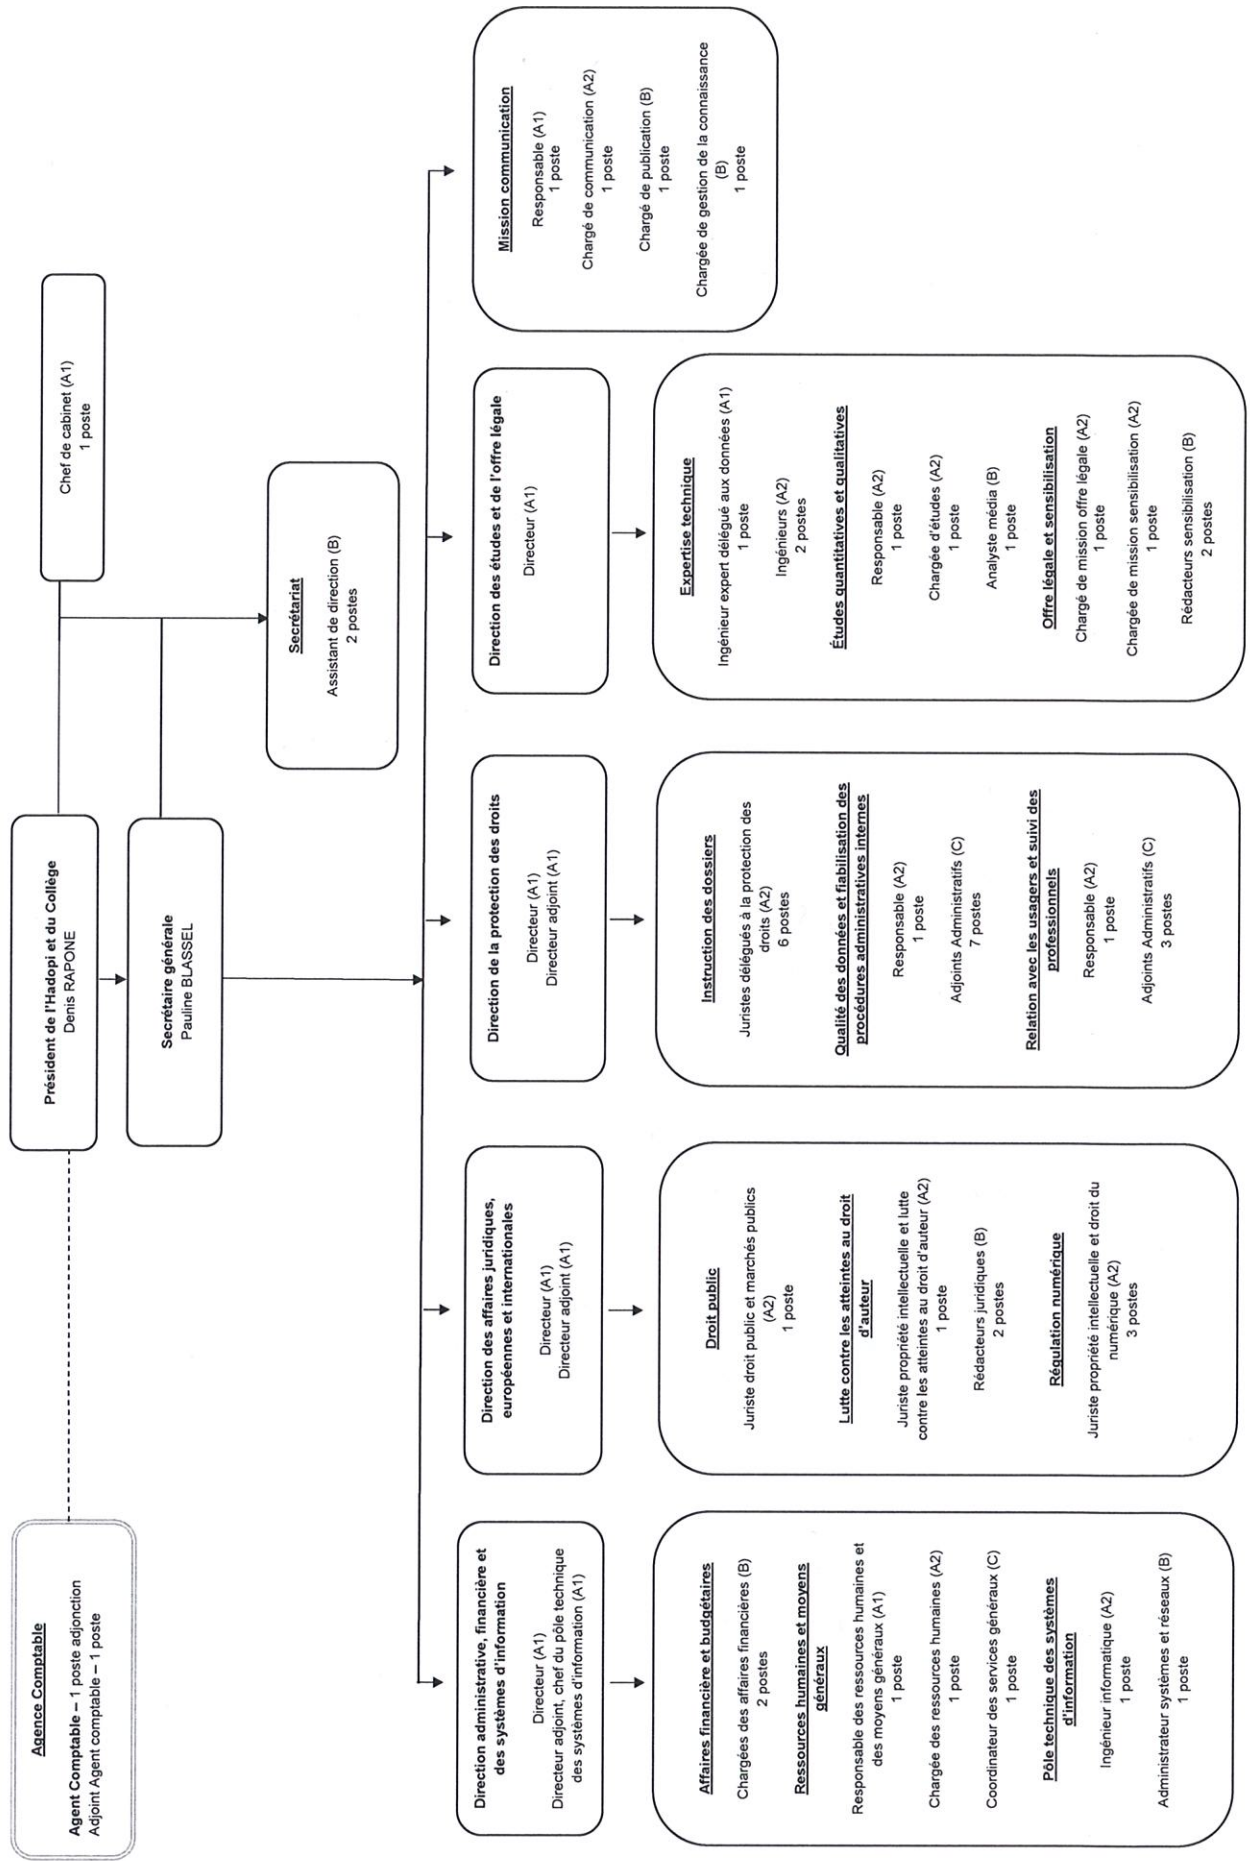 Agence Comptable
Agent Comptable – 1 poste adjonction
Adjoint Agent comptable – 1 poste
Président de l'Hadopi et du Collège
Denis RAPONE
Secrétaire générale
Pauline BLASSEL
Chef de cabinet (A1)
1 poste
Secrétariat
Assistant de direction (B)
2 postes
Direction administrative, financière et
des systèmes d'information
Directeur (A1)
Directeur adjoint, chef du pôle technique
des systèmes d'information (A1)
Affaires financière et budgétaires
Chargées des affaires financières (B)
2 postes
Ressources humaines et moyens
généraux
Responsable des ressources humaines et
des moyens généraux (A1)
1 poste
Chargée des ressources humaines (A2)
1 poste
Coordinateur des services généraux (C)
1 poste
Pôle technique des systèmes
d'information
Ingénieur informatique (A2)
1 poste
Administrateur systèmes et réseaux (B)
1 poste
Direction des affaires juridiques,
européennes et internationales
Directeur (A1)
Directeur adjoint (A1)
Droit public
Juriste droit public et marchés publics
(A2)
1 poste
Lutte contre les atteintes au droit
d'auteur
Juriste propriété intellectuelle et lutte
contre les atteintes au droit d'auteur (A2)
1 poste
Rédacteurs juridiques (B)
2 postes
Régulation numérique
Juriste propriété intellectuelle et droit du
numérique (A2)
3 postes
Direction de la protection des droits
Directeur (A1)
Directeur adjoint (A1)
Instruction des dossiers
Juristes délégués à la protection des
droits (A2)
6 postes
Qualité des données et fiabilisation des
procédures administratives internes
Responsable (A2)
1 poste
Adjoints Administratifs (C)
7 postes
Relation avec les usagers et suivi des
professionnels
Responsable (A2)
1 poste
Adjoints Administratifs (C)
3 postes
Direction des études et de l'offre légale
Directeur (A1)
Expertise technique
Ingénieur expert délégué aux données (A1)
1 poste
Ingénieurs (A2)
2 postes
Études quantitatives et qualitatives
Responsable (A2)
1 poste
Chargée d'études (A2)
1 poste
Analyste média (B)
1 poste
Offre légale et sensibilisation
Chargé de mission offre légale (A2)
1 poste
Chargée de mission sensibilisation (A2)
1 poste
Rédacteurs sensibilisation (B)
2 postes
Mission communication
Responsable (A1)
1 poste
Chargé de communication (A2)
1 poste
Chargé de publication (B)
1 poste
Chargée de gestion de la connaissance
(B)
1 poste